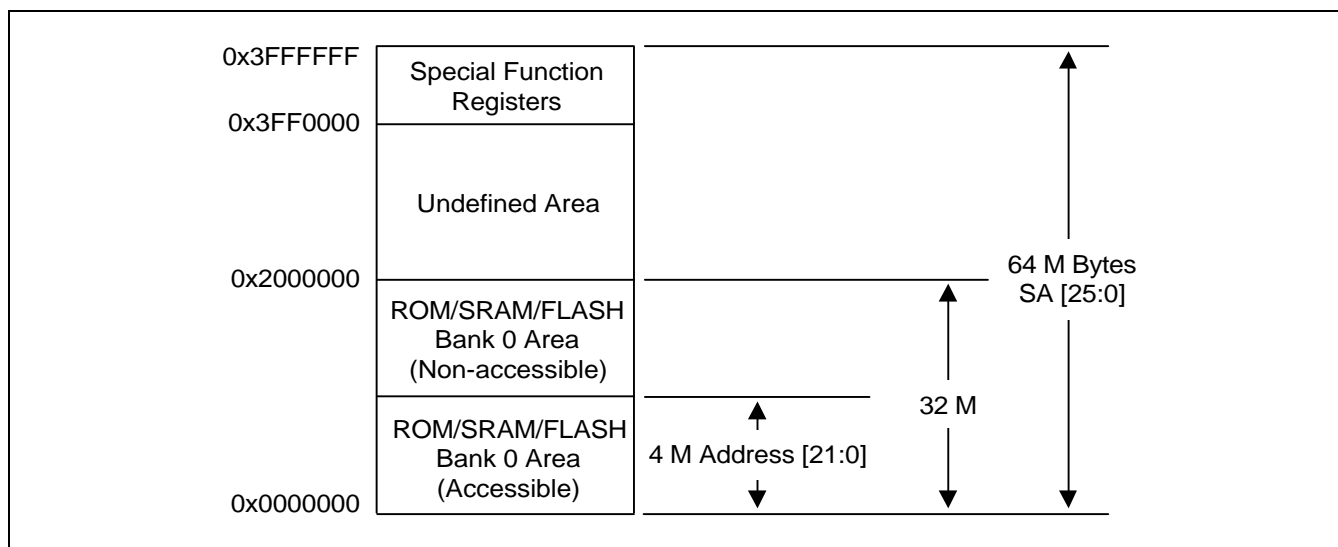 0x3FFFFFF
Special Function
Registers
0x3FF0000
Undefined Area
0x2000000
64 M Bytes
SA [25:0]
ROM/SRAM/FLASH
Bank 0 Area
(Non-accessible)
32 M
ROM/SRAM/FLASH
Bank 0 Area
(Accessible)
4 M Address [21:0]
0x0000000